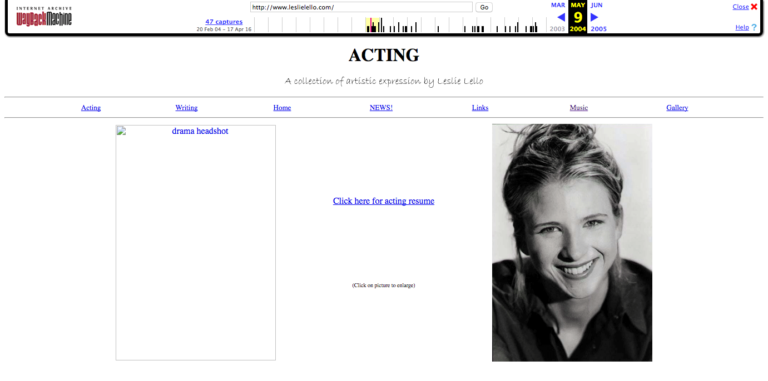 INTERNET ARCHIVE
WayBackMachine
http://www.leslielello.com/
Go
47 captures
20 Feb 04 – 17 Apr 16
MAR
MAY
JUN
9
2003
2004
2005
Close
Help ?
ACTING
A collection of artistic expression by Leslie Lello
Acting Writing Home NEWS! Links Music Gallery
drama headshot
Click here for acting resume
(Click on picture to enlarge)